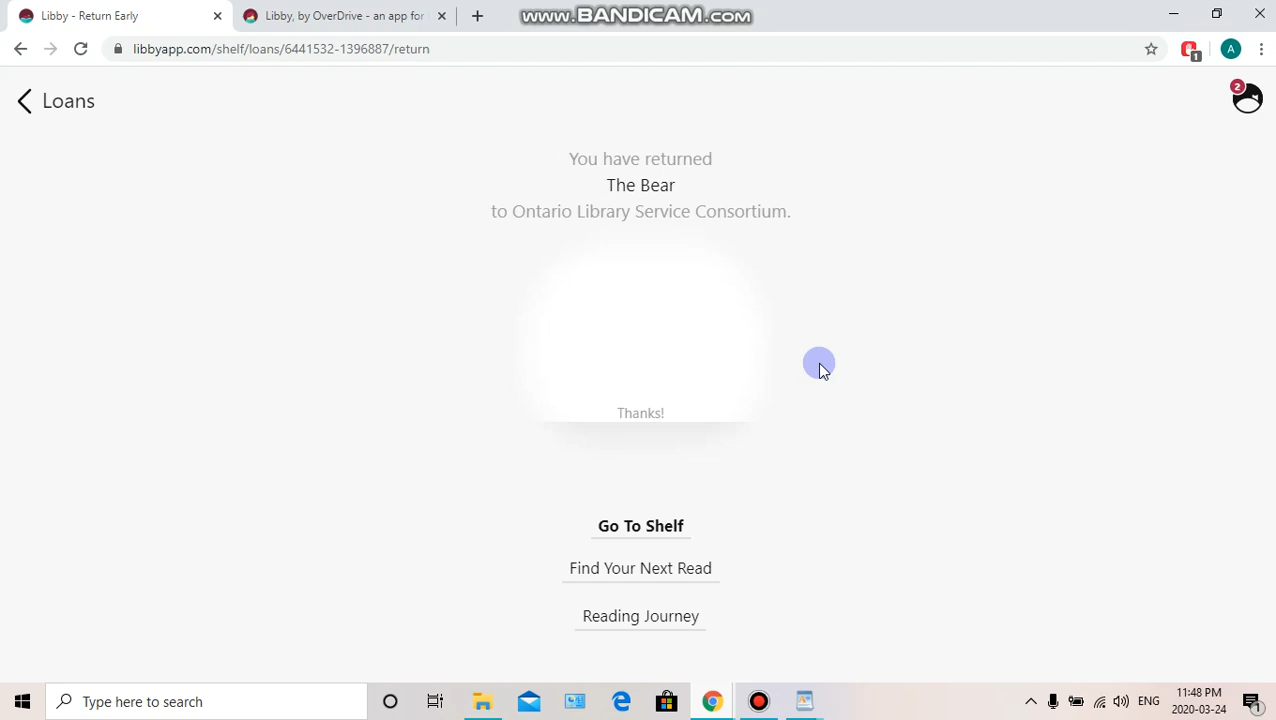 Libby - Return Early
Libby, by OverDrive - an app for
www.BANDICAM.com
libbyapp.com/shelf/loans/6441532-1396887/return
1
A
Loans
2
You have returned
The Bear
to Ontario Library Service Consortium.
Thanks!
Go To Shelf
Find Your Next Read
Reading Journey
Type here to search
ENG
11:48 PM
2020-03-24
1